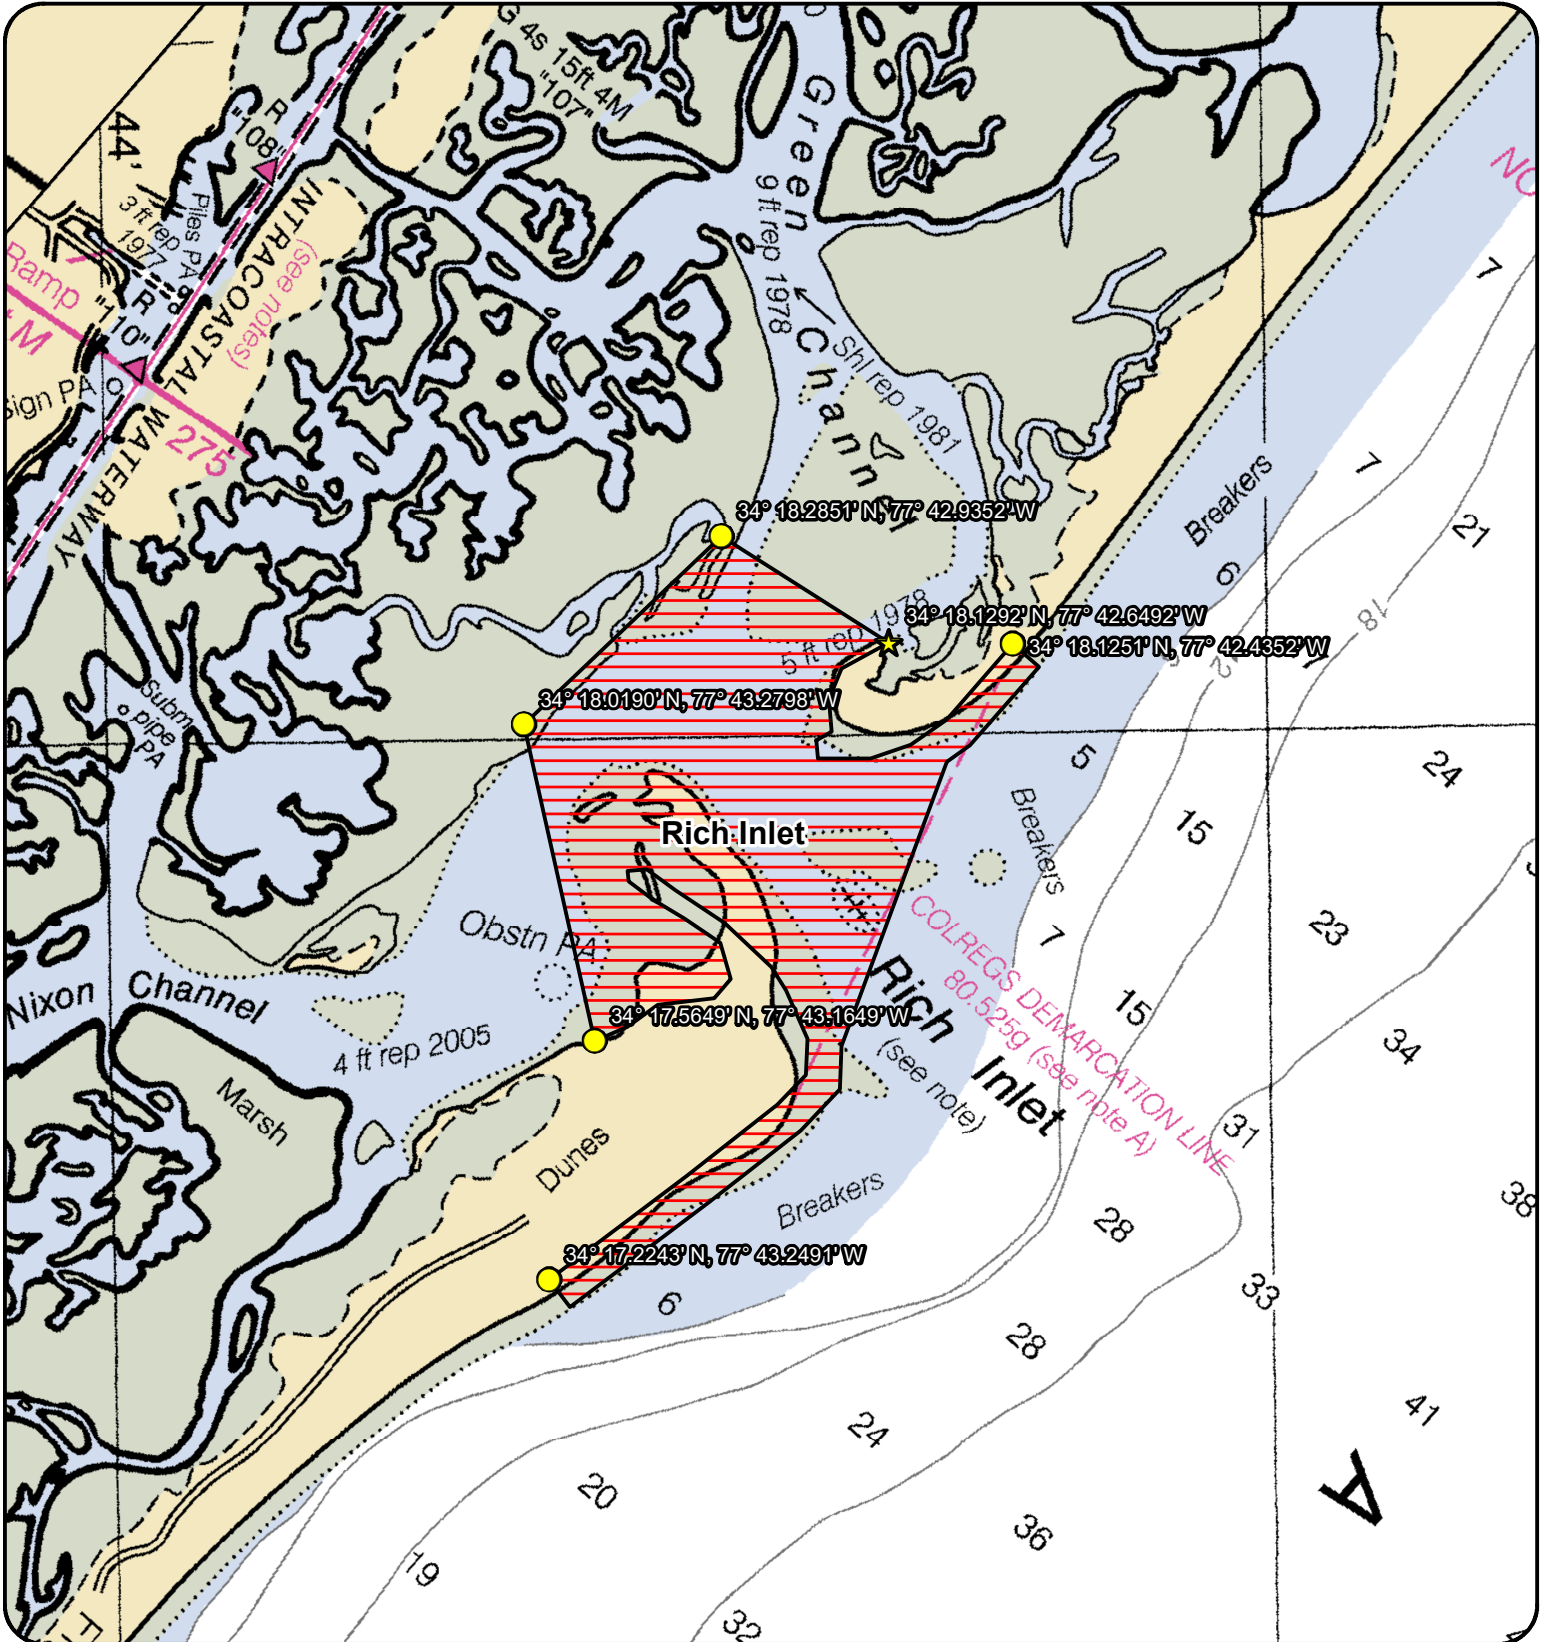 G 4s 15ft 4M
"107"
Green
Channel
9 ft rep 1978
Shl rep 1981
44'
R
"108"
3 ft rep
1977
Piles PA
INTRACOASTAL
WATERWAY
(see notes)
Ramp
R
"110"
M
Sign PA
275
NO
7
7
21
Breakers
6
18
12
7
34° 18.2851' N, 77° 42.9352' W
5 ft rep 1978
34° 18.1292' N, 77° 42.6492' W
34° 18.1251' N, 77° 42.4352' W
34° 18.0190' N, 77° 43.2798' W
Subm
pipe
PA
5
24
Breakers
15
Rich Inlet
7
23
Obstn PA
COLREGS DEMARCATION LINE
80.525g (see note A)
Rich Inlet
(see note)
Nixon Channel
15
34
34° 17.5649' N, 77° 43.1649' W
4 ft rep 2005
Marsh
31
Dunes
38
Breakers
28
34° 17.2243' N, 77° 43.2491' W
33
6
28
41
24
A
20
36
19
32